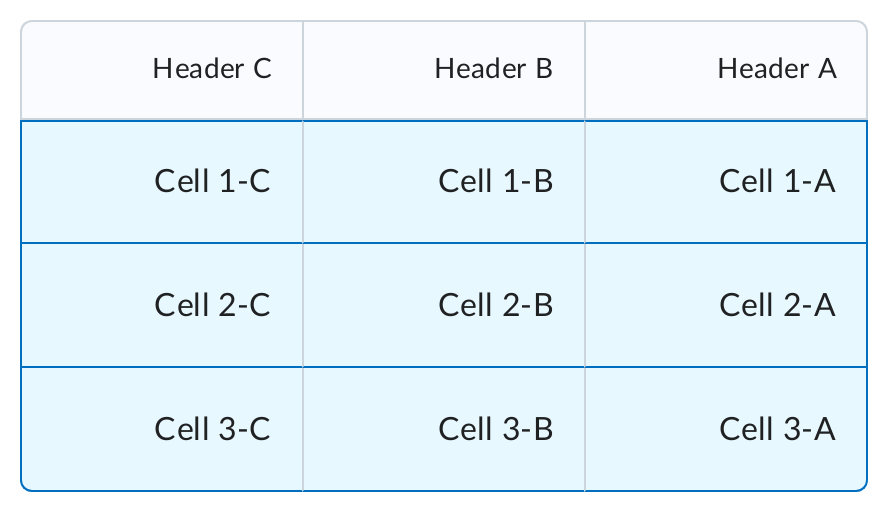 Header C Header B Header A
Cell 1-C Cell 1-B Cell 1-A
Cell 2-C Cell 2-B Cell 2-A
Cell 3-C Cell 3-B Cell 3-A